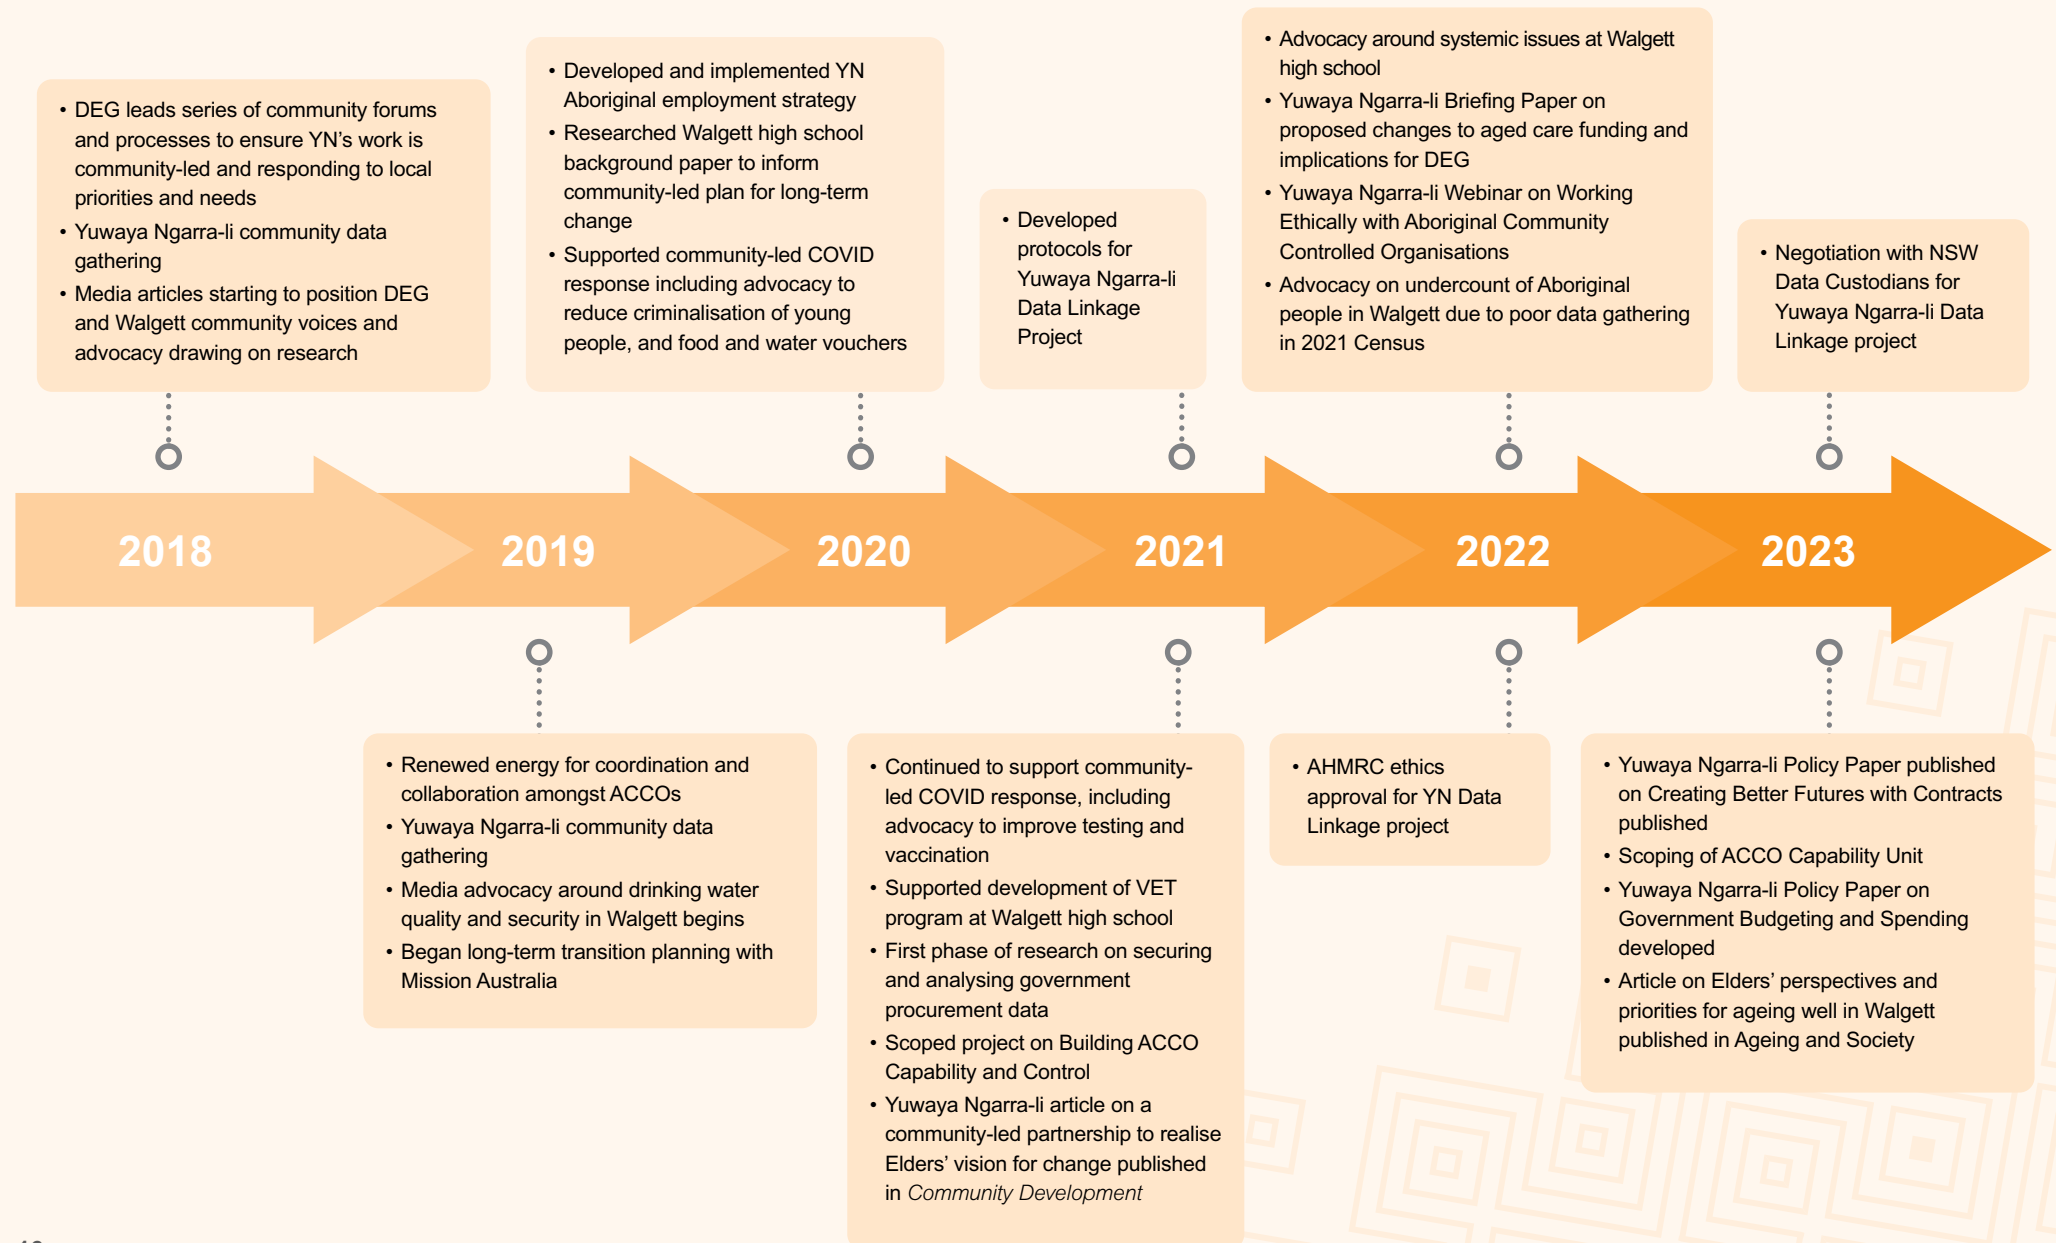 • DEG leads series of community forums
and processes to ensure YN's work is
community-led and responding to local
priorities and needs
• Yuwaya Ngarra-li community data
gathering
• Media articles starting to position DEG
and Walgett community voices and
advocacy drawing on research
• Developed and implemented YN
Aboriginal employment strategy
• Researched Walgett high school
background paper to inform
community-led plan for long-term
change
• Supported community-led COVID
response including advocacy to
reduce criminalisation of young
people, and food and water vouchers
• Developed
protocols for
Yuwaya Ngarra-li
Data Linkage
Project
• Advocacy around systemic issues at Walgett
high school
• Yuwaya Ngarra-li Briefing Paper on
proposed changes to aged care funding and
implications for DEG
• Yuwaya Ngarra-li Webinar on Working
Ethically with Aboriginal Community
Controlled Organisations
• Advocacy on undercount of Aboriginal
people in Walgett due to poor data gathering
in 2021 Census
• Negotiation with NSW
Data Custodians for
Yuwaya Ngarra-li Data
Linkage project
2018
2019
2020
2021
2022
2023
• Renewed energy for coordination and
collaboration amongst ACCOs
• Yuwaya Ngarra-li community data
gathering
• Media advocacy around drinking water
quality and security in Walgett begins
• Began long-term transition planning with
Mission Australia
• Continued to support community-
led COVID response, including
advocacy to improve testing and
vaccination
• Supported development of VET
program at Walgett high school
• First phase of research on securing
and analysing government
procurement data
• Scoped project on Building ACCO
Capability and Control
• Yuwaya Ngarra-li article on a
community-led partnership to realise
Elders' vision for change published
in Community Development
• AHMRC ethics
approval for YN Data
Linkage project
• Yuwaya Ngarra-li Policy Paper published
on Creating Better Futures with Contracts
published
• Scoping of ACCO Capability Unit
• Yuwaya Ngarra-li Policy Paper on
Government Budgeting and Spending
developed
• Article on Elders' perspectives and
priorities for ageing well in Walgett
published in Ageing and Society